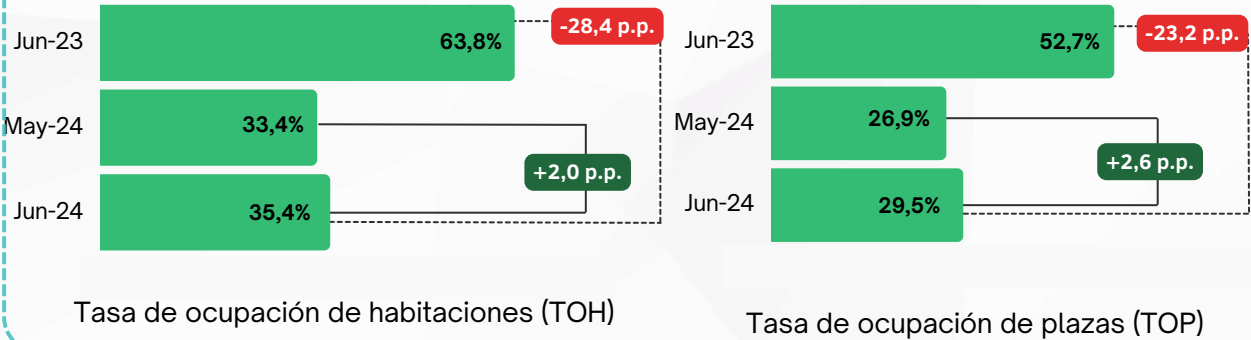 Jun-23
63,8%
-28,4 p.p.
May-24
33,4%
+2,0 p.p.
Jun-24
35,4%
Tasa de ocupación de habitaciones (TOH)
Jun-23
52,7%
-23,2 p.p.
May-24
26,9%
+2,6 p.p.
Jun-24
29,5%
Tasa de ocupación de plazas (TOP)